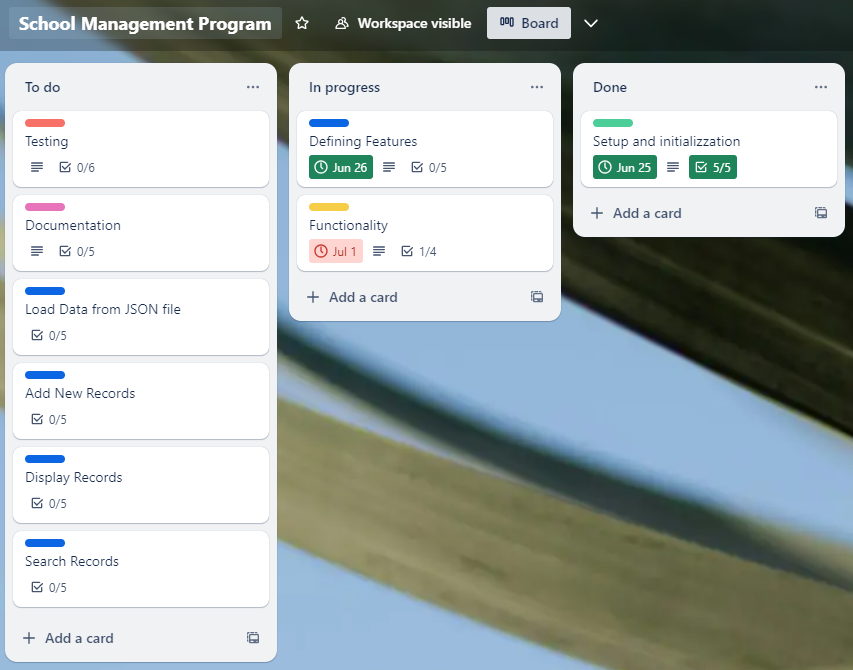 School Management Program
Workspace visible
Board
To do
Testing
0/6
Documentation
0/5
Load Data from JSON file
0/5
Add New Records
0/5
Display Records
0/5
Search Records
0/5
Add a card
In progress
Defining Features
Jun 26 0/5
Functionality
Jul 1 1/4
Add a card
Done
Setup and initializzation
Jun 25 5/5
Add a card